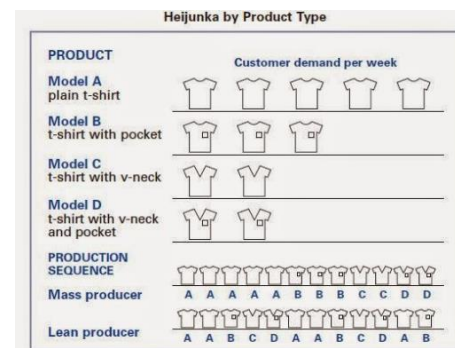 Heijunka by Product Type
PRODUCT
Customer demand per week
Model A
plain t-shirt
Model B
t-shirt with pocket
Model C
t-shirt with v-neck
Model D
t-shirt with v-neck
and pocket
PRODUCTION
SEQUENCE
Mass producer A A A A A B B B C C D D
Lean producer
A A B C D A A B C D A B